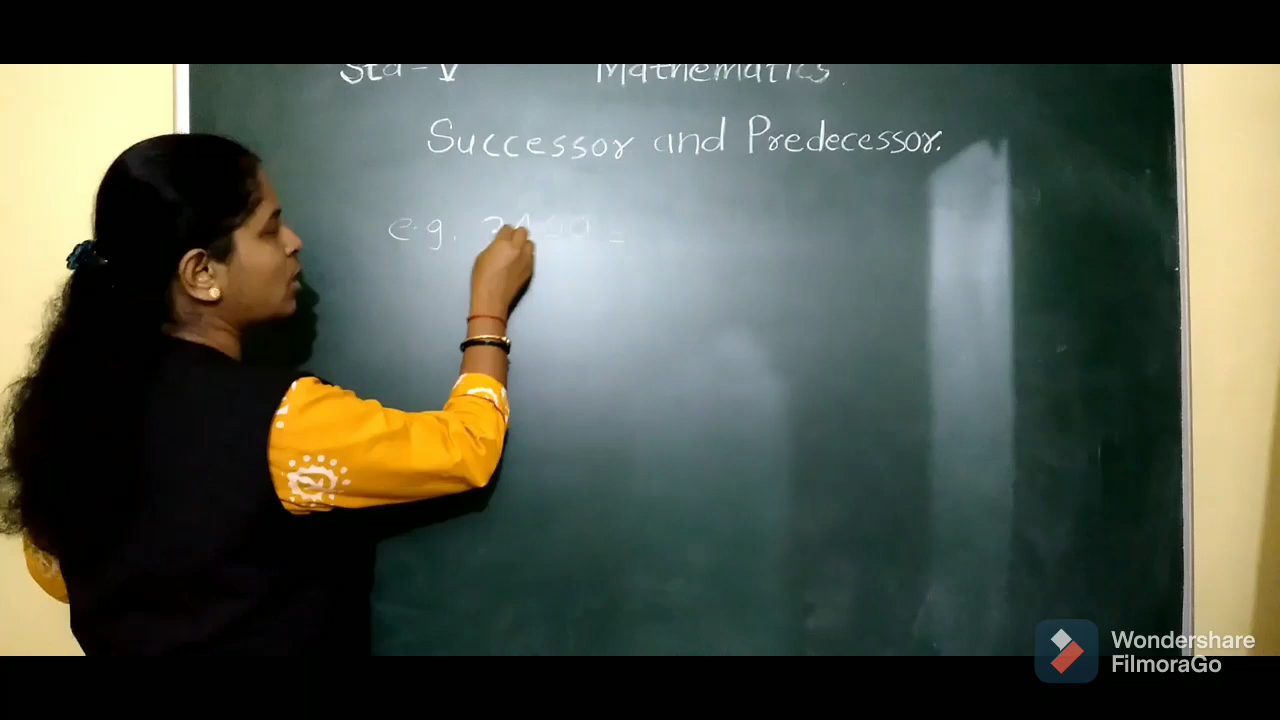 Std - V Mathematics.
Successor and Predecessor.
e.g.
Wondershare
FilmoraGo